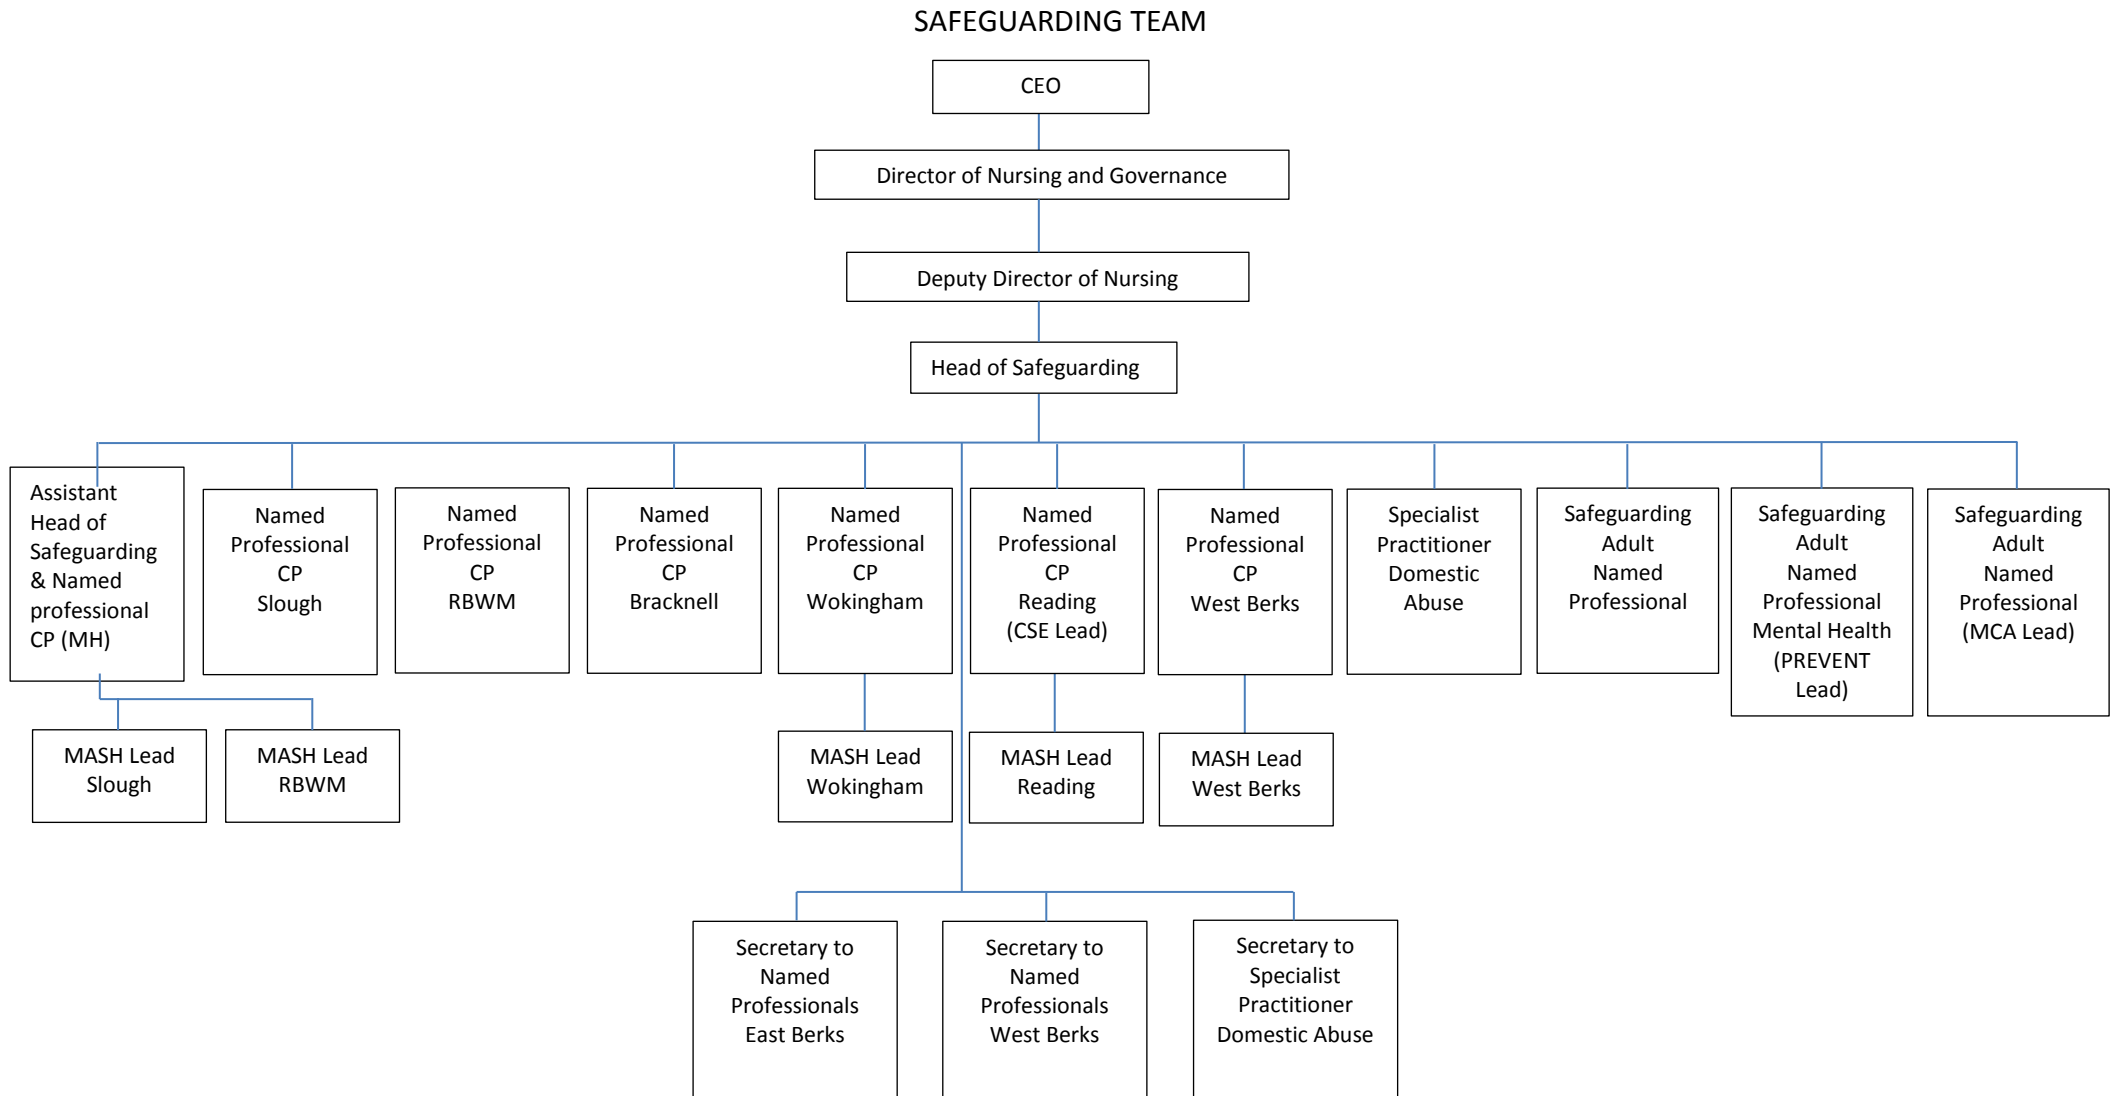 SAFEGUARDING TEAM
CEO
Director of Nursing and Governance
Deputy Director of Nursing
Head of Safeguarding
Assistant
Head of
Safeguarding
& Named
professional
CP (MH)
Named
Professional
CP
Slough
Named
Professional
CP
RBWM
Named
Professional
CP
Bracknell
Named
Professional
CP
Wokingham
Named
Professional
CP
Reading
(CSE Lead)
Named
Professional
CP
West Berks
Specialist
Practitioner
Domestic
Abuse
Safeguarding
Adult
Named
Professional
Safeguarding
Adult
Named
Professional
Mental Health
(PREVENT
Lead)
Safeguarding
Adult
Named
Professional
(MCA Lead)
MASH Lead
Slough
MASH Lead
RBWM
MASH Lead
Wokingham
MASH Lead
Reading
MASH Lead
West Berks
Secretary to
Named
Professionals
East Berks
Secretary to
Named
Professionals
West Berks
Secretary to
Specialist
Practitioner
Domestic Abuse